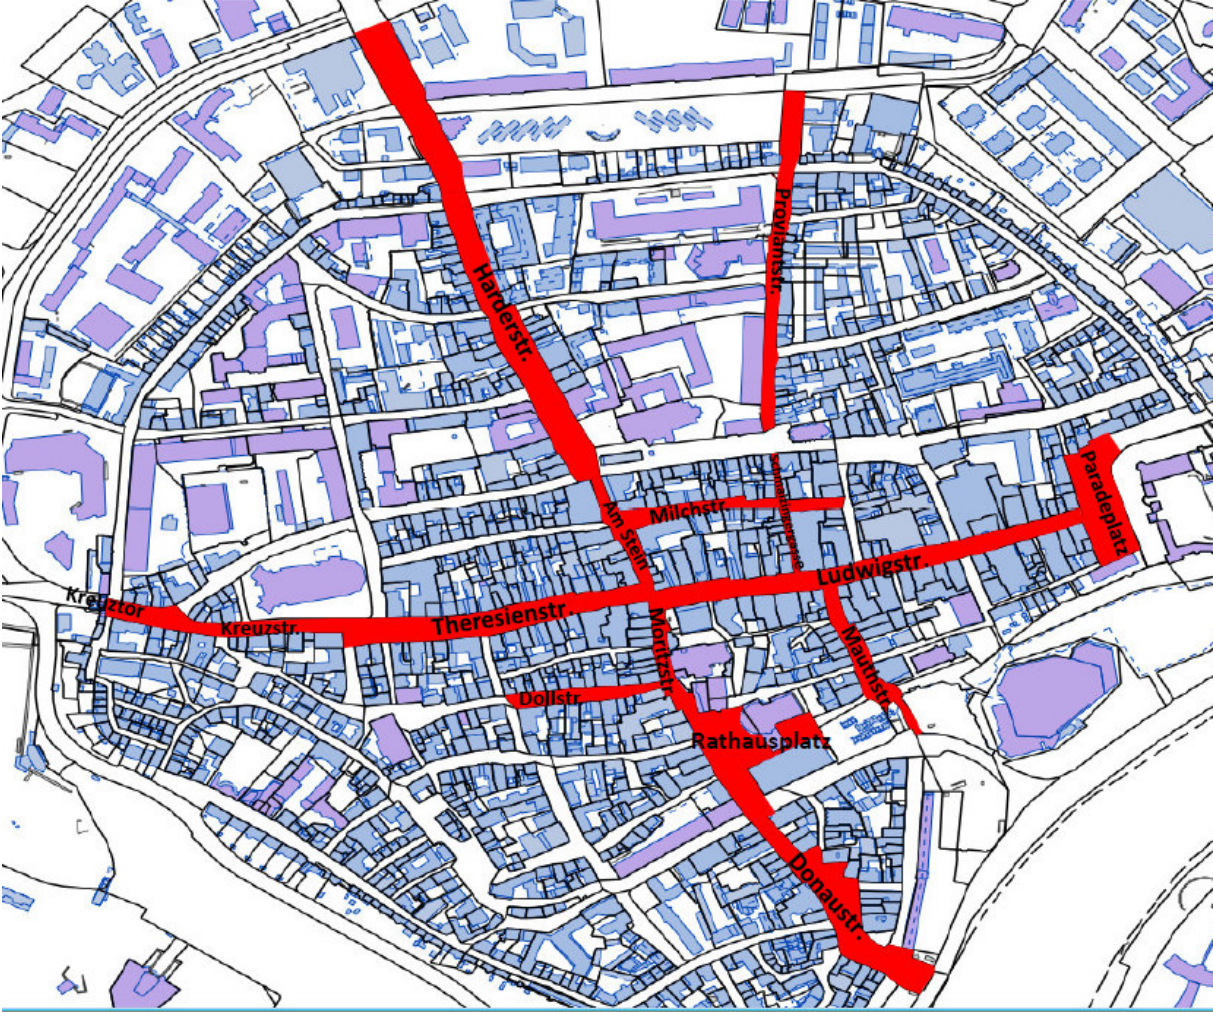 Proviantstr.
Harderstr.
Paradeplatz
Schmalzingergasse
Am Stein
Milchstr.
Ludwigstr.
Kreuztor
Kreuzstr.
Theresienstr.
Moritzstr.
Mauthstr.
Dollstr.
Rathausplatz
Donaustr.